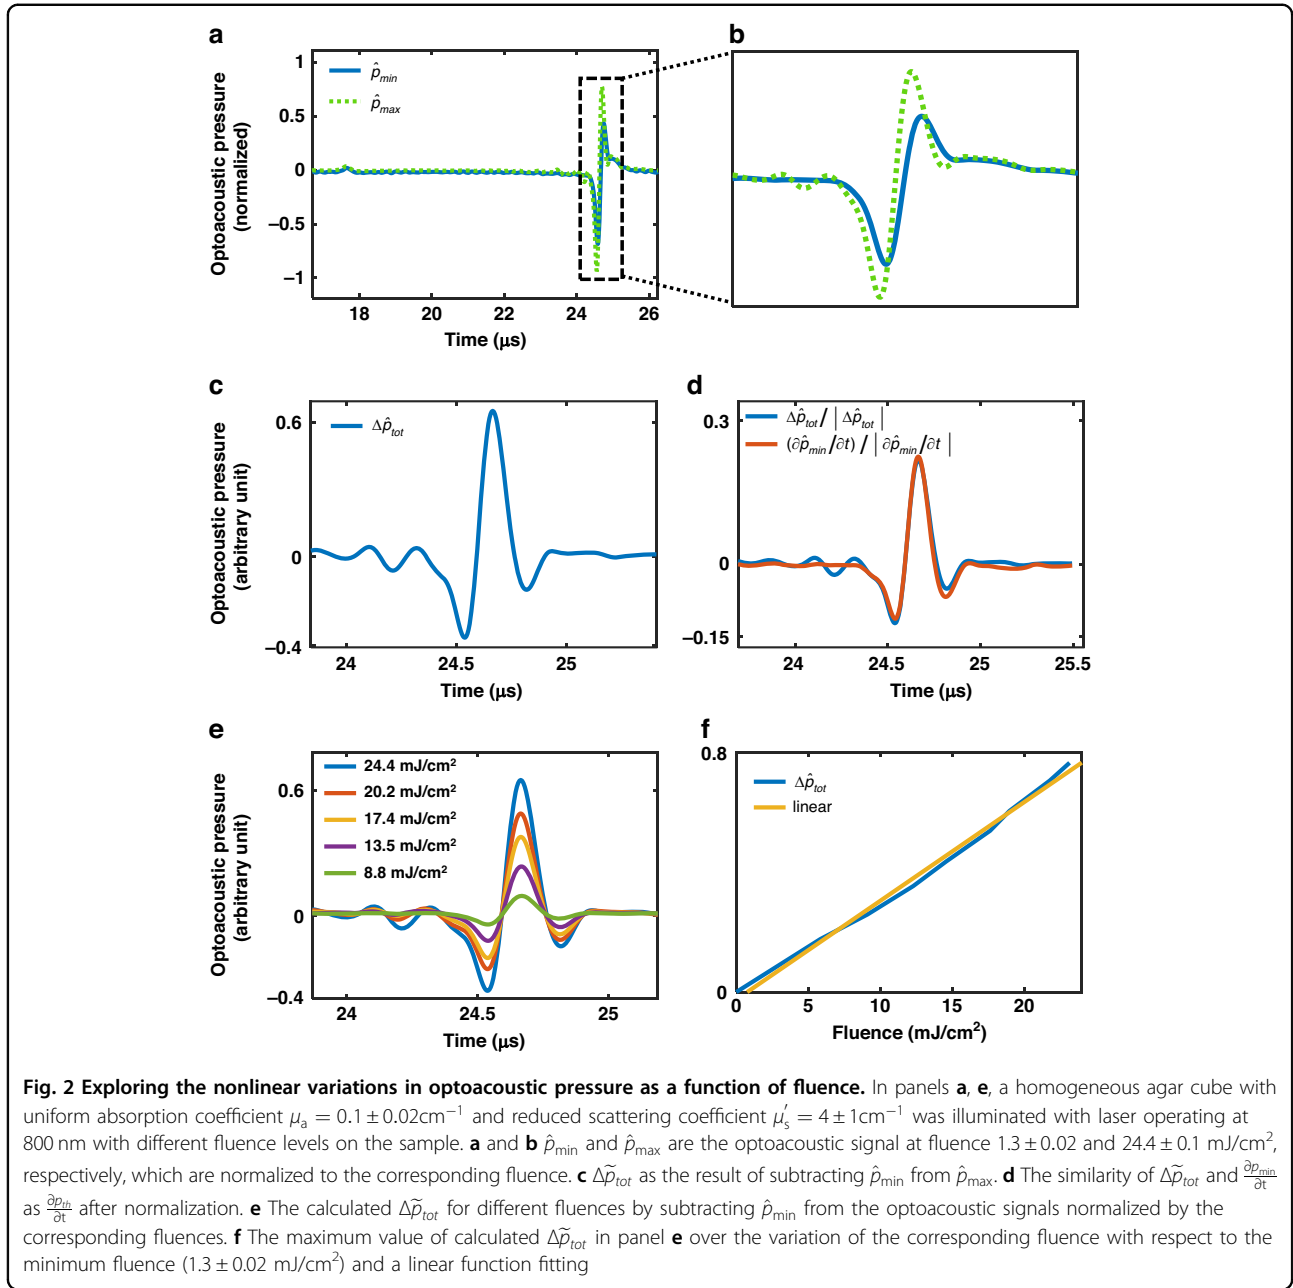 a
Optoacoustic pressure
(normalized)
1
0.5
0
−0.5
−1
p̂min
p̂max
18
20
22
24
26
Time (μs)
b
c
Optoacoustic pressure
(arbitrary unit)
0.6
0
−0.4
Δp̂tot
24
24.5
25
Time (μs)
d
0.3
0
−0.15
Δp̂tot / | Δp̂tot |
(∂p̂min/∂t) / | ∂p̂min/∂t |
24
24.5
25
25.5
Time (μs)
e
Optoacoustic pressure
(arbitrary unit)
0.6
0
−0.4
24.4 mJ/cm²
20.2 mJ/cm²
17.4 mJ/cm²
13.5 mJ/cm²
8.8 mJ/cm²
24
24.5
25
Time (μs)
f
0.8
0
Δp̂tot
linear
0
5
10
15
20
Fluence (mJ/cm²)
Fig. 2 Exploring the nonlinear variations in optoacoustic pressure as a function of fluence. In panels a, e, a homogeneous agar cube with
uniform absorption coefficient μa = 0.1 ± 0.02cm−1 and reduced scattering coefficient μ′s = 4 ± 1cm−1 was illuminated with laser operating at
800 nm with different fluence levels on the sample. a and b p̂min and p̂max are the optoacoustic signal at fluence 1.3 ± 0.02 and 24.4 ± 0.1 mJ/cm²,
respectively, which are normalized to the corresponding fluence. c Δp̃tot as the result of subtracting p̂min from p̂max. d The similarity of Δp̃tot and ∂pmin/∂t
as ∂pth/∂t after normalization. e The calculated Δp̃tot for different fluences by subtracting p̂min from the optoacoustic signals normalized by the
corresponding fluences. f The maximum value of calculated Δp̃tot in panel e over the variation of the corresponding fluence with respect to the
minimum fluence (1.3 ± 0.02 mJ/cm²) and a linear function fitting